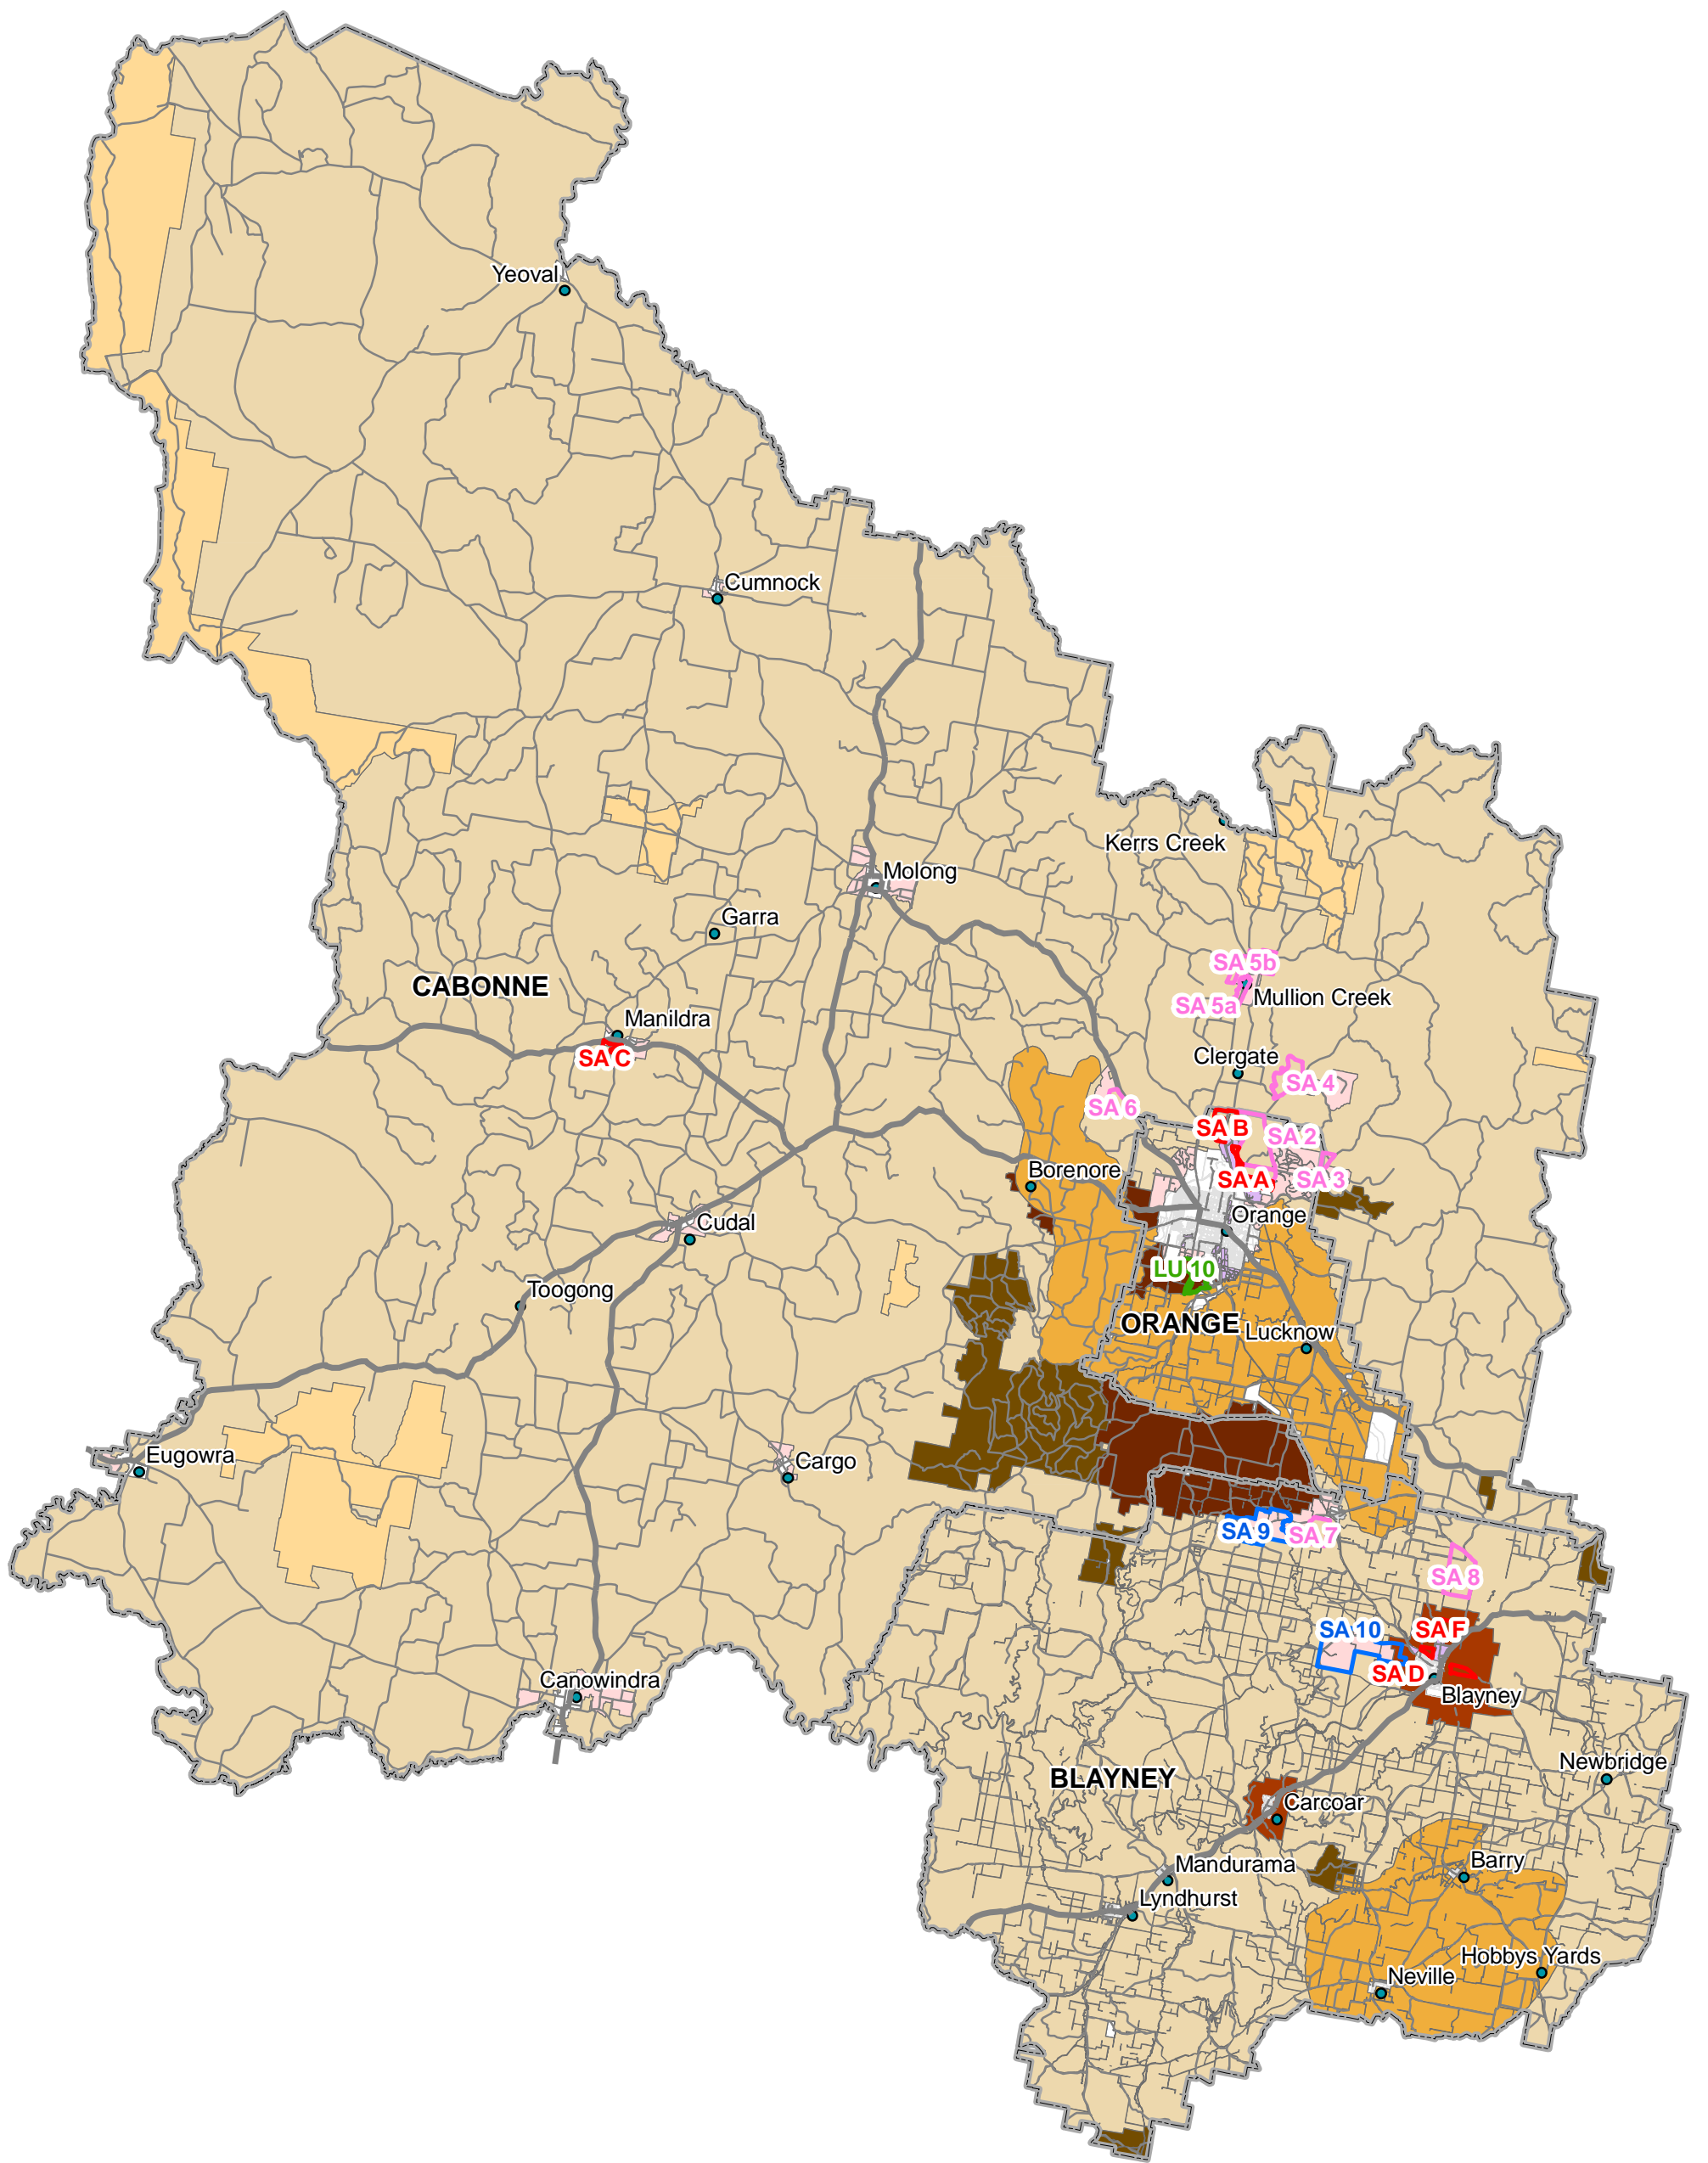 Yeoval
Cumnock
Kerrs Creek
Molong
Garra
SA 5b
CABONNE
Mullion Creek
SA 5a
Manildra
SA C
Clergate
SA 4
SA 6
SA B
SA 2
Borenore
SA A
SA 3
Cudal
Orange
LU 10
Toogong
ORANGE
Lucknow
Eugowra
Cargo
SA 9
SA 7
SA 8
SA 10
SA F
SA D
Canowindra
Blayney
Newbridge
BLAYNEY
Carcoar
Mandurama
Barry
Lyndhurst
Hobbys Yards
Neville